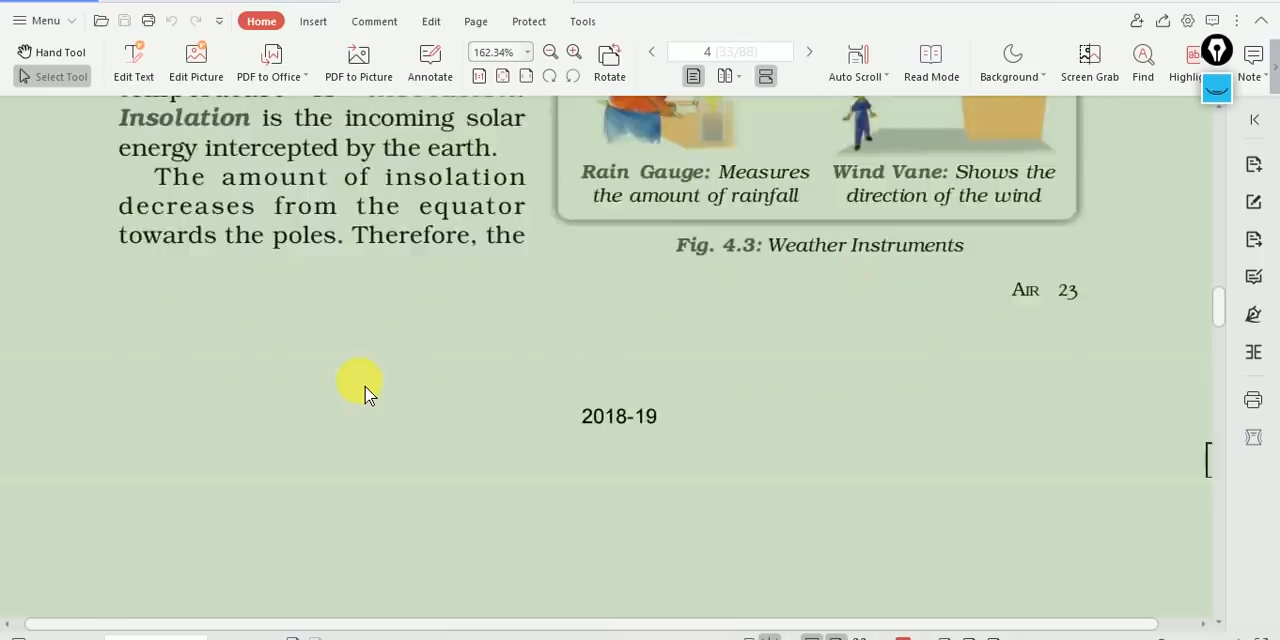 Menu
Home
Insert
Comment
Edit
Page
Protect
Tools
Hand Tool
Select Tool
Edit Text
Edit Picture
PDF to Office
PDF to Picture
Annotate
162.34%
Rotate
4 (33/88)
Auto Scroll
Read Mode
Background
Screen Grab
Find
Note
Insolation is the incoming solar
energy intercepted by the earth.
The amount of insolation
decreases from the equator
towards the poles. Therefore, the
Rain Gauge: Measures
the amount of rainfall
Wind Vane: Shows the
direction of the wind
Fig. 4.3: Weather Instruments
AIR 23
2018-19